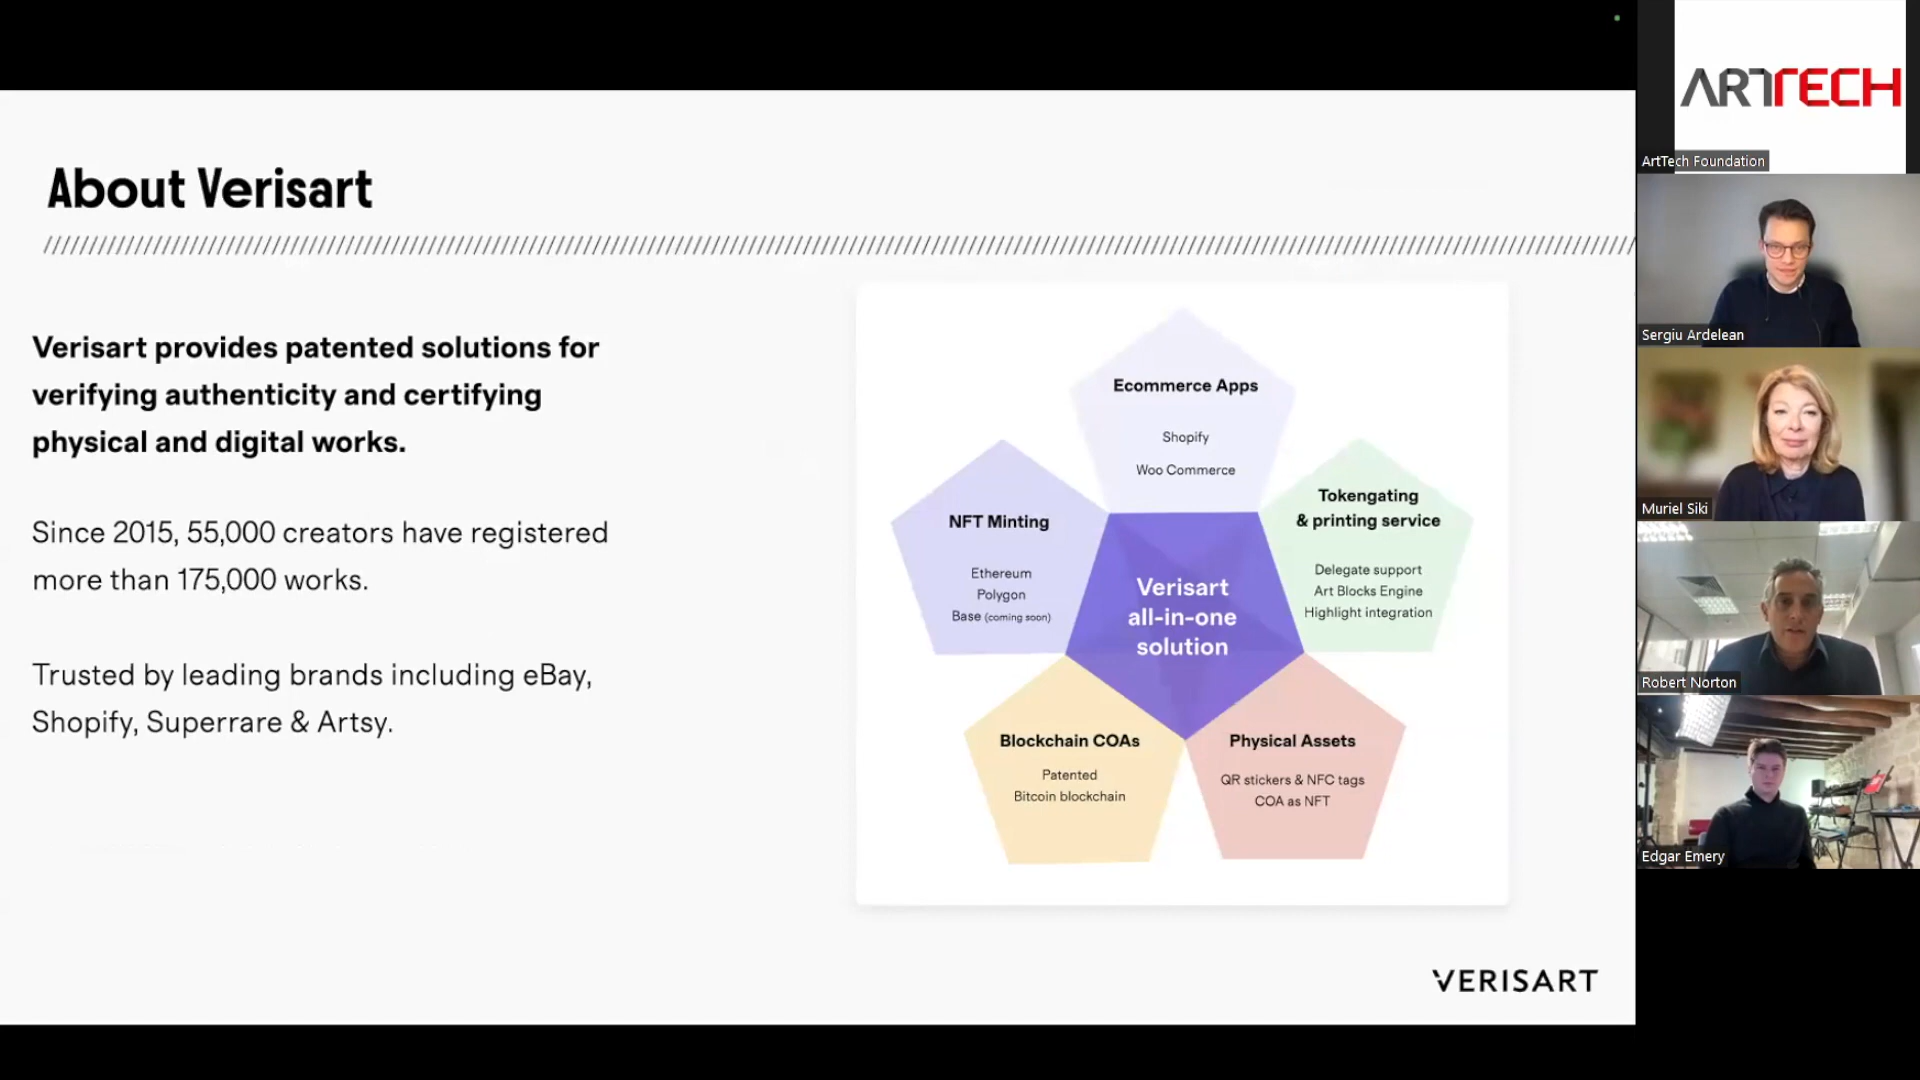 About Verisart
Verisart provides patented solutions for
verifying authenticity and certifying
physical and digital works.
Since 2015, 55,000 creators have registered
more than 175,000 works.
Trusted by leading brands including eBay,
Shopify, Superrare & Artsy.
Ecommerce Apps
Shopify
Woo Commerce
NFT Minting
Ethereum
Polygon
Base (coming soon)
Tokengating
& printing service
Delegate support
Art Blocks Engine
Highlight integration
Verisart
all-in-one
solution
Blockchain COAs
Patented
Bitcoin blockchain
Physical Assets
QR stickers & NFC tags
COA as NFT
VERISART
ARTTECH
ArtTech Foundation
Sergiu Ardelean
Muriel Siki
Robert Norton
Edgar Emery